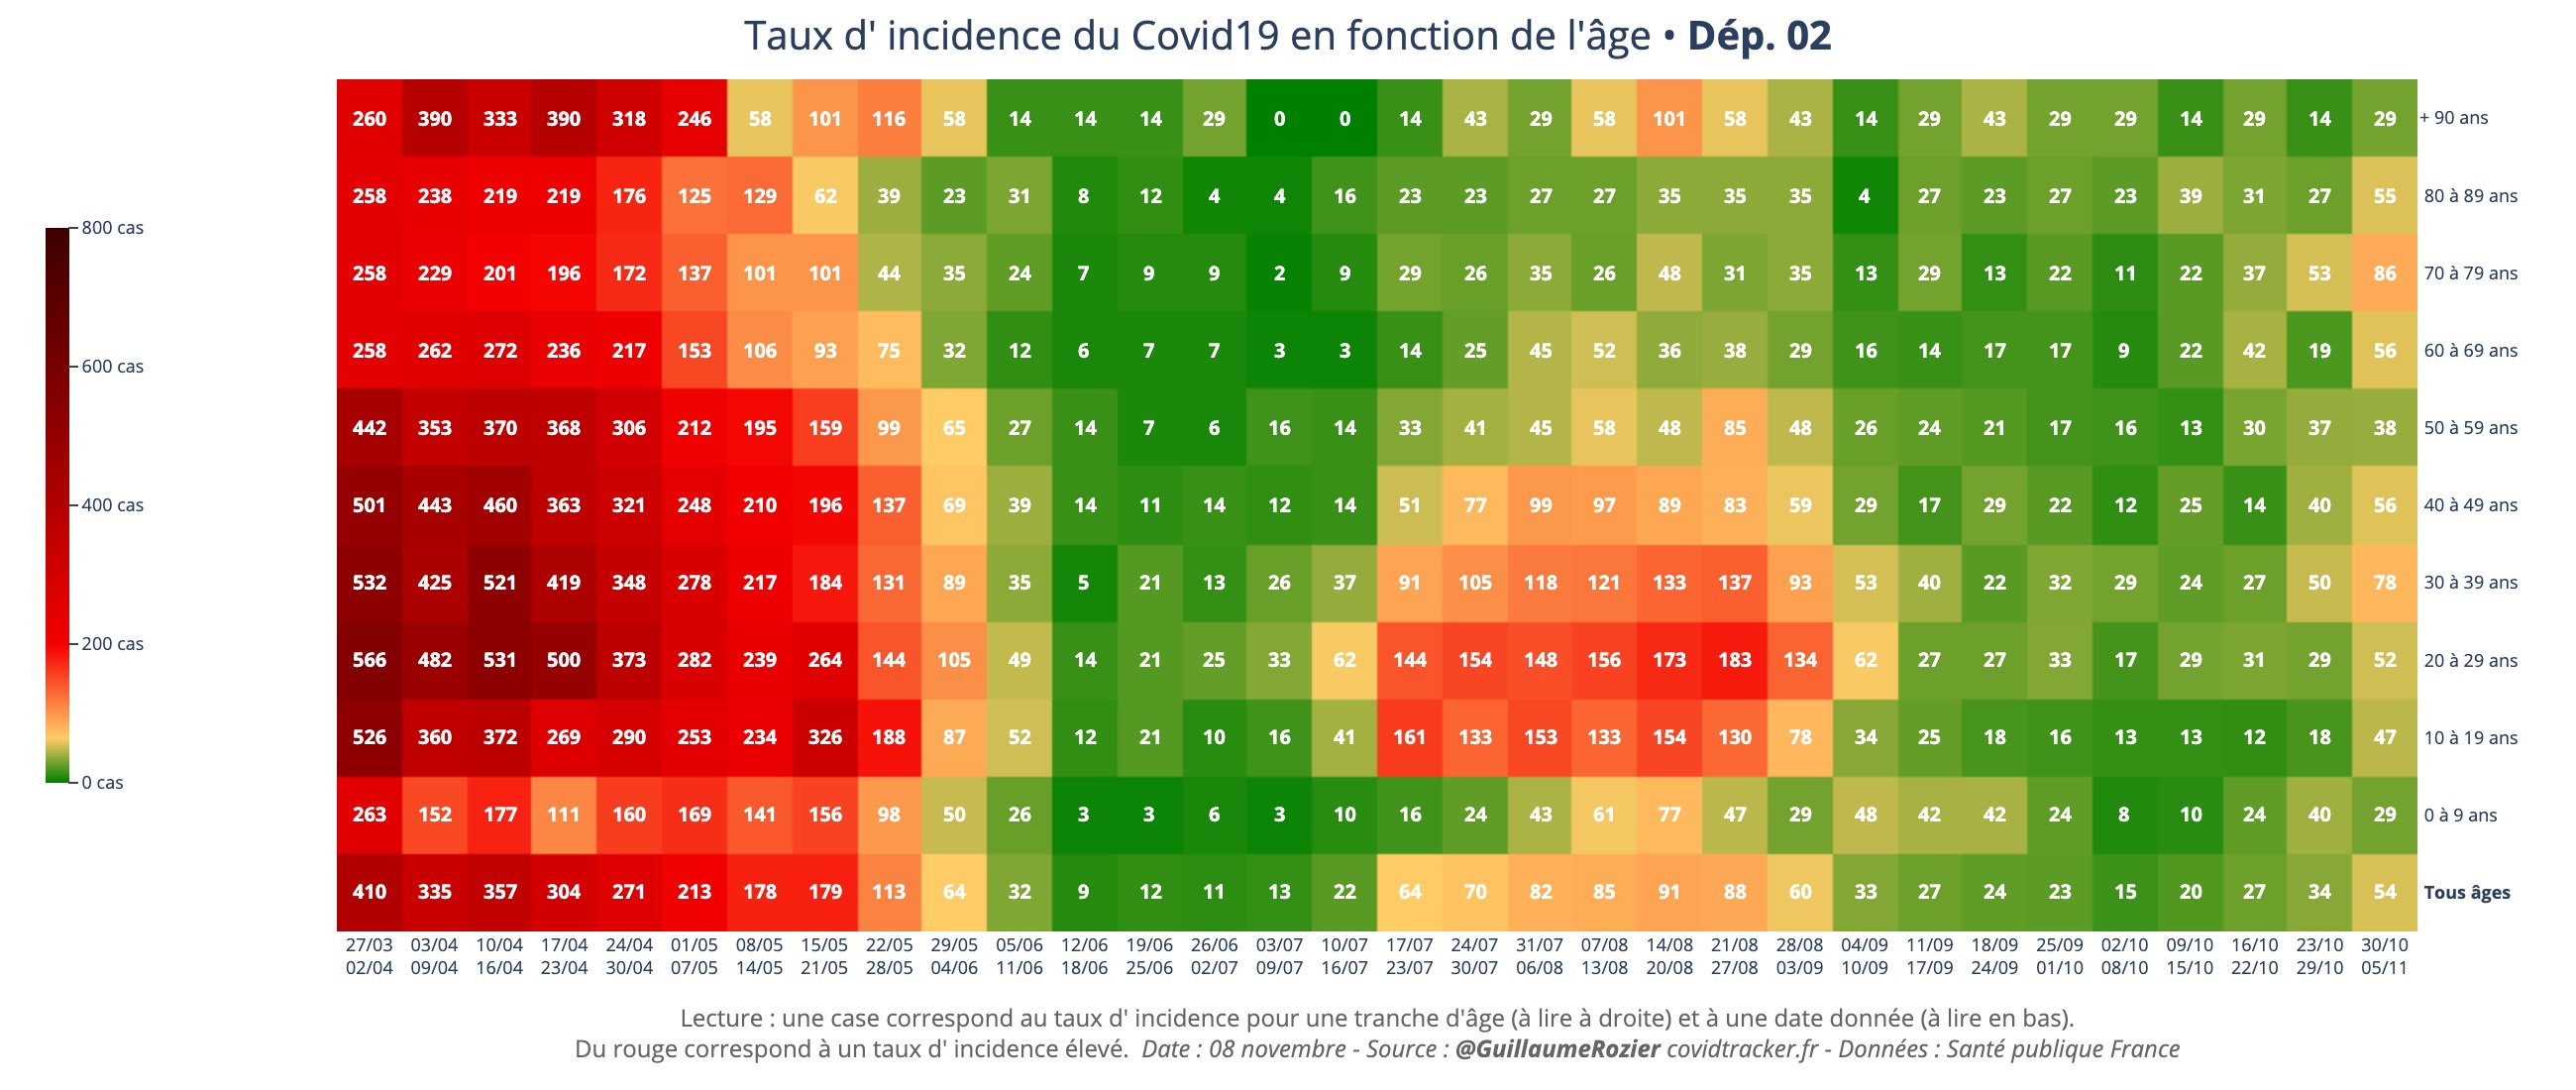 Taux d' incidence du Covid19 en fonction de l'âge • Dép. 02
800 cas
600 cas
400 cas
200 cas
0 cas
260 390 333 390 318 246 58 101 116 58 14 14 14 29 0 0 14 43 29 58 101 58 43 14 29 43 29 29 14 29 14 29 + 90 ans
258 238 219 219 176 125 129 62 39 23 31 8 12 4 4 16 23 23 27 27 35 35 35 4 27 23 27 23 39 31 27 55 80 à 89 ans
258 229 201 196 172 137 101 101 44 35 24 7 9 9 2 9 29 26 35 26 48 31 35 13 29 13 22 11 22 37 53 86 70 à 79 ans
258 262 272 236 217 153 106 93 75 32 12 6 7 7 3 3 14 25 45 52 36 38 29 16 14 17 17 9 22 42 19 56 60 à 69 ans
442 353 370 368 306 212 195 159 99 65 27 14 7 6 16 14 33 41 45 58 48 85 48 26 24 21 17 16 13 30 37 38 50 à 59 ans
501 443 460 363 321 248 210 196 137 69 39 14 11 14 12 14 51 77 99 97 89 83 59 29 17 29 22 12 25 14 40 56 40 à 49 ans
532 425 521 419 348 278 217 184 131 89 35 5 21 13 26 37 91 105 118 121 133 137 93 53 40 22 32 29 24 27 50 78 30 à 39 ans
566 482 531 500 373 282 239 264 144 105 49 14 21 25 33 62 144 154 148 156 173 183 134 62 27 27 33 17 29 31 29 52 20 à 29 ans
526 360 372 269 290 253 234 326 188 87 52 12 21 10 16 41 161 133 153 133 154 130 78 34 25 18 16 13 13 12 18 47 10 à 19 ans
263 152 177 111 160 169 141 156 98 50 26 3 3 6 3 10 16 24 43 61 77 47 29 48 42 42 24 8 10 24 40 29 0 à 9 ans
410 335 357 304 271 213 178 179 113 64 32 9 12 11 13 22 64 70 82 85 91 88 60 33 27 24 23 15 20 27 34 54 Tous âges
27/03 03/04 10/04 17/04 24/04 01/05 08/05 15/05 22/05 29/05 05/06 12/06 19/06 26/06 03/07 10/07 17/07 24/07 31/07 07/08 14/08 21/08 28/08 04/09 11/09 18/09 25/09 02/10 09/10 16/10 23/10 30/10
02/04 09/04 16/04 23/04 30/04 07/05 14/05 21/05 28/05 04/06 11/06 18/06 25/06 02/07 09/07 16/07 23/07 30/07 06/08 13/08 20/08 27/08 03/09 10/09 17/09 24/09 01/10 08/10 15/10 22/10 29/10 05/11
Lecture : une case correspond au taux d' incidence pour une tranche d'âge (à lire à droite) et à une date donnée (à lire en bas).
Du rouge correspond à un taux d' incidence élevé. Date : 08 novembre - Source : @GuillaumeRozier covidtracker.fr - Données : Santé publique France